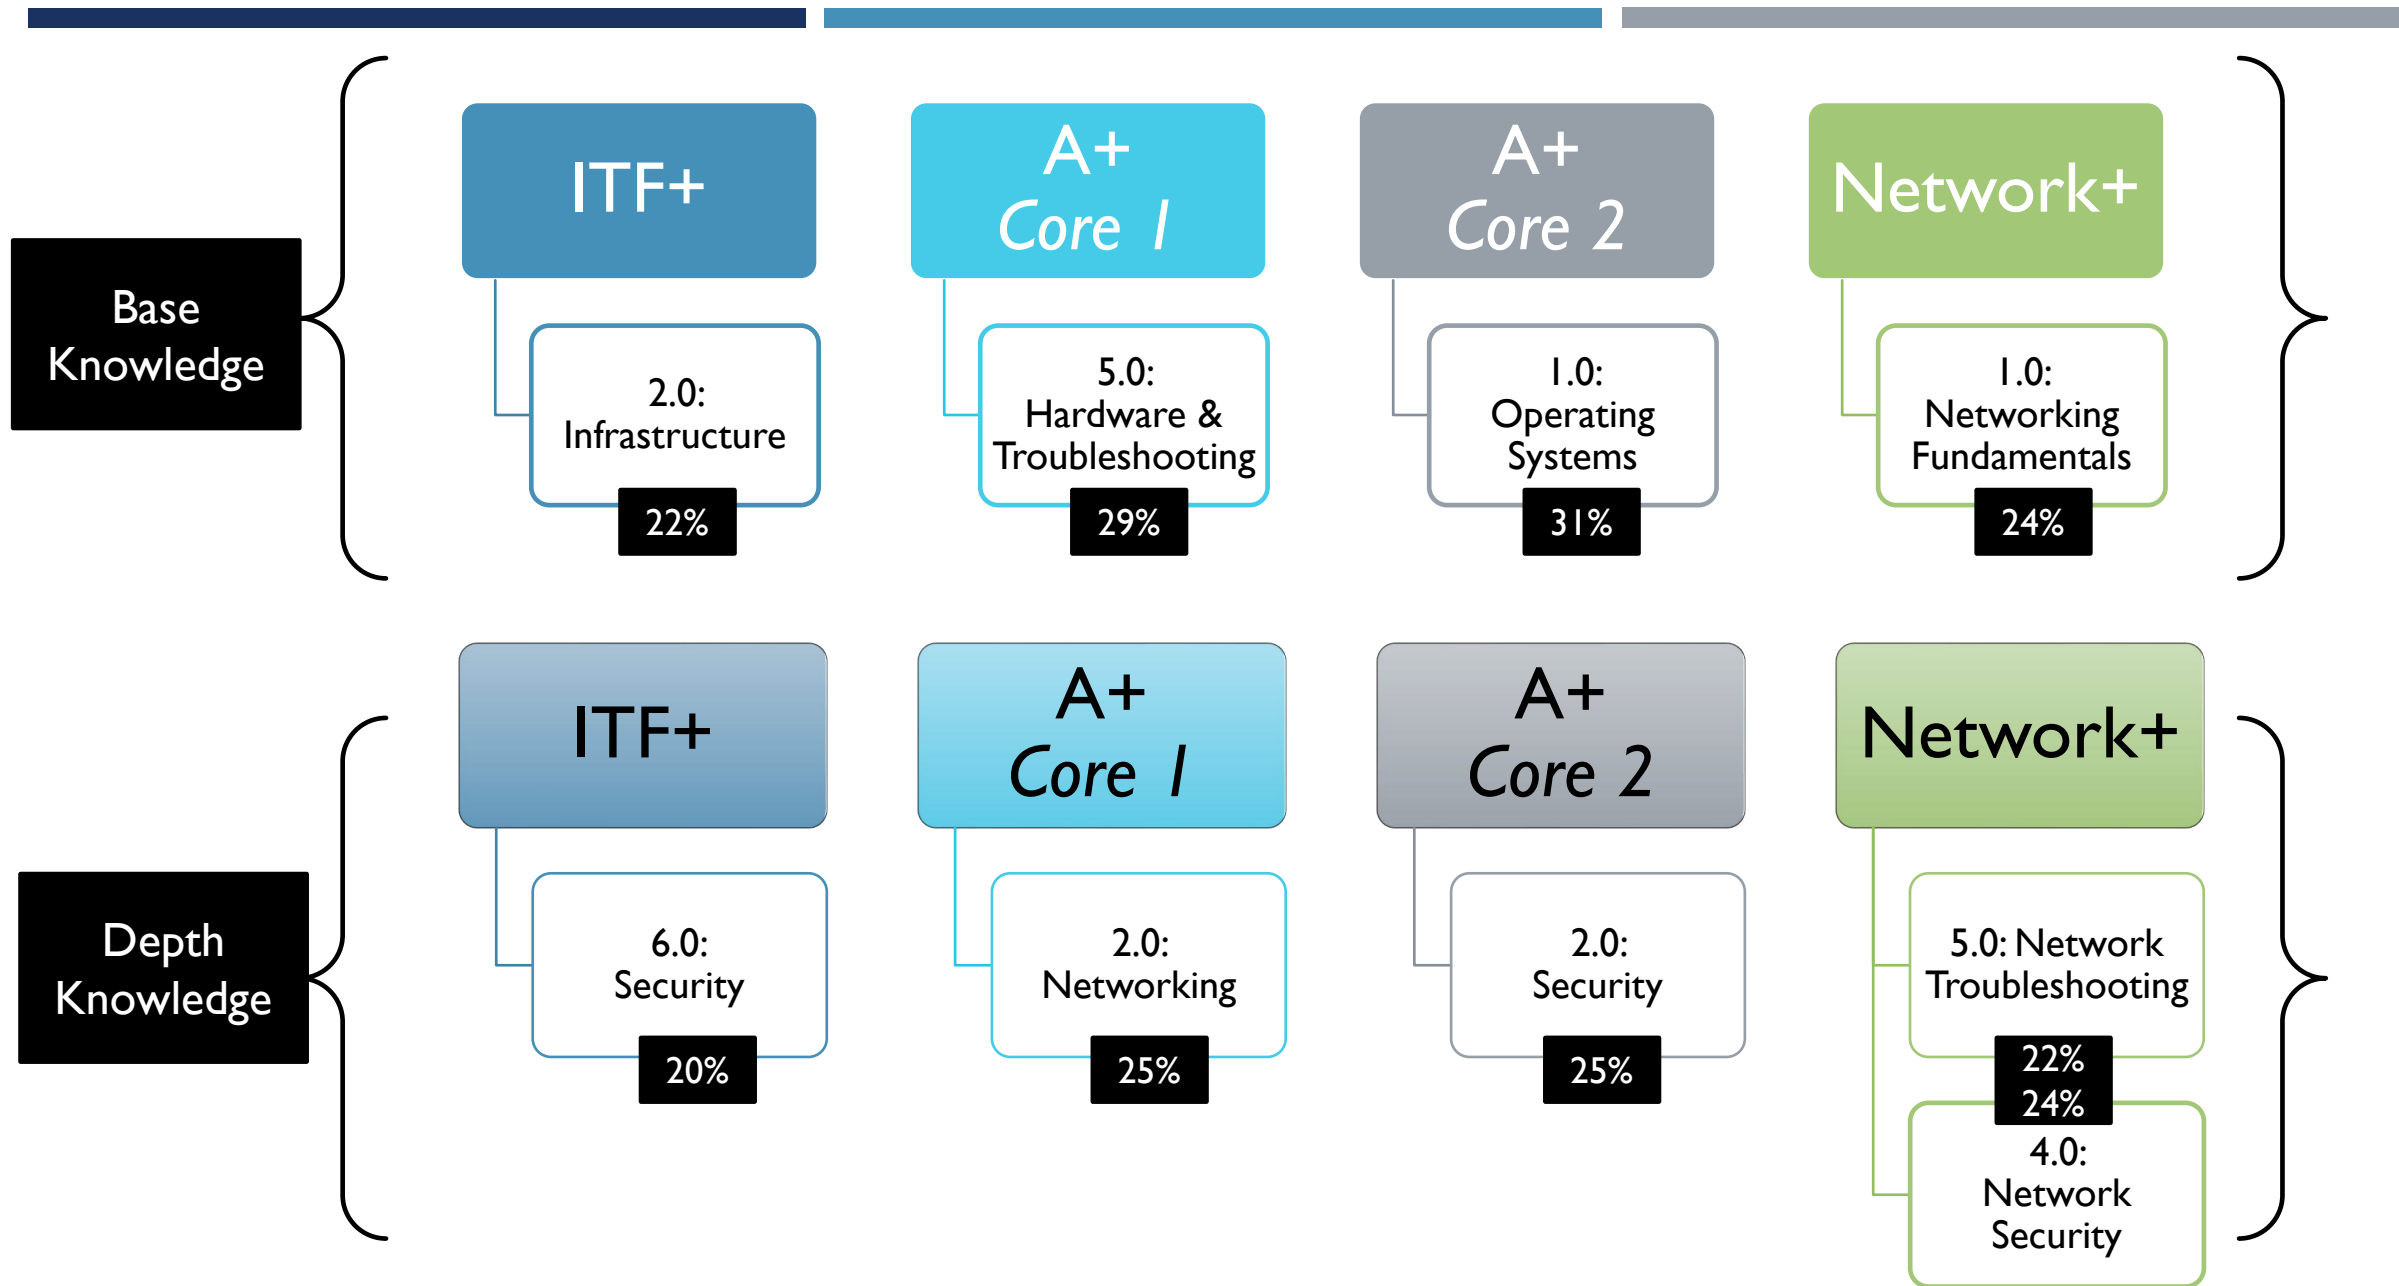 Base
Knowledge
ITF+
2.0:
Infrastructure
22%
A+
Core 1
5.0:
Hardware &
Troubleshooting
29%
A+
Core 2
1.0:
Operating
Systems
31%
Network+
1.0:
Networking
Fundamentals
24%
Depth
Knowledge
ITF+
6.0:
Security
20%
A+
Core 1
2.0:
Networking
25%
A+
Core 2
2.0:
Security
25%
Network+
5.0: Network
Troubleshooting
22%
24%
4.0:
Network
Security